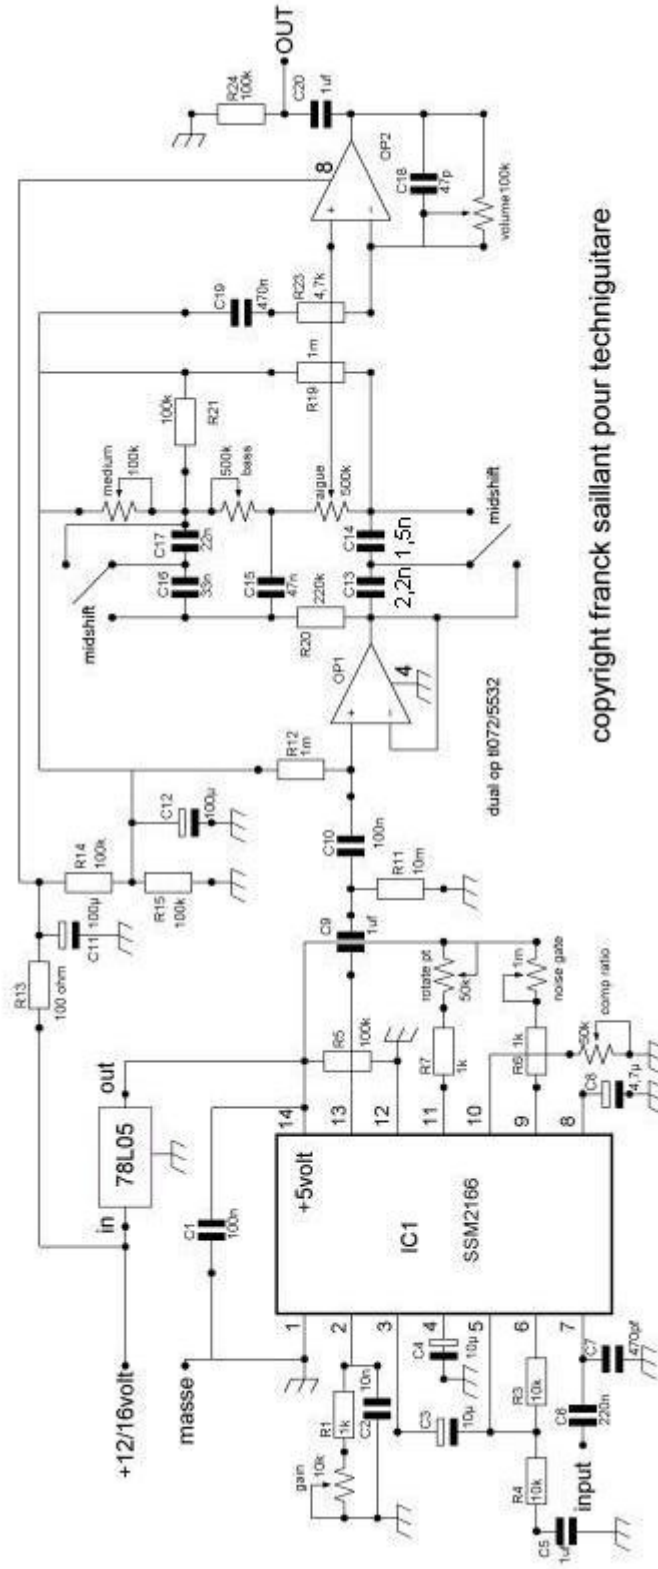 +12/16volt
in
78L05
out
masse
C1
100n
R13
100 ohm
C11
100µ
R14
100k
R15
100k
C12
100µ
R12
1m
IC1
SSM2166
+5volt
1
2
3
4
5
6
7
14
13
12
11
10
9
8
gain
10k
R1
1k
C2
10n
C3
10µ
C4
10µ
R3
10k
R4
10k
C5
1uf
C6
220n
C7
470pf
input
R5
100k
R7
1k
rotate pt
50k
R6
1k
noise gate
1m
comp ratio
50k
C8
4,7µ
C9
1uf
R11
10m
C10
100n
OP1
+
−
4
dual op tl072/5532
R20
220k
midshift
C16
33n
C17
22n
C15
47n
C13
2,2n
C14
1,5n
midshift
medium
100k
500k
bass
aigue
500k
100k
R21
R19
1m
C19
470n
R23
4,7k
8
OP2
+
−
C18
47p
volume100k
R24
100k
C20
1uf
OUT
copyright franck saillant pour techniguitare